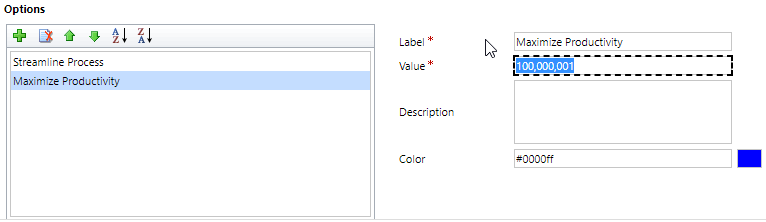 Options
A
Z
Z
A
Streamline Process
Maximize Productivity
Label *
Maximize Productivity
Value *
100,000,001
Description
Color
#0000ff